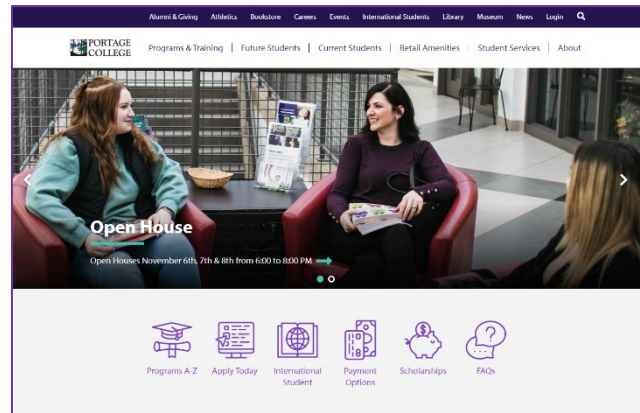 Alumni & Giving Athletics Bookstore Careers Events International Students Library Museum News Login
PORTAGE
COLLEGE
Programs & Training | Future Students | Current Students | Retail Amenities | Student Services | About
Open House
Open Houses November 6th, 7th & 8th from 6:00 to 8:00 PM
Programs A-Z Apply Today International Student Payment Options Scholarships FAQs